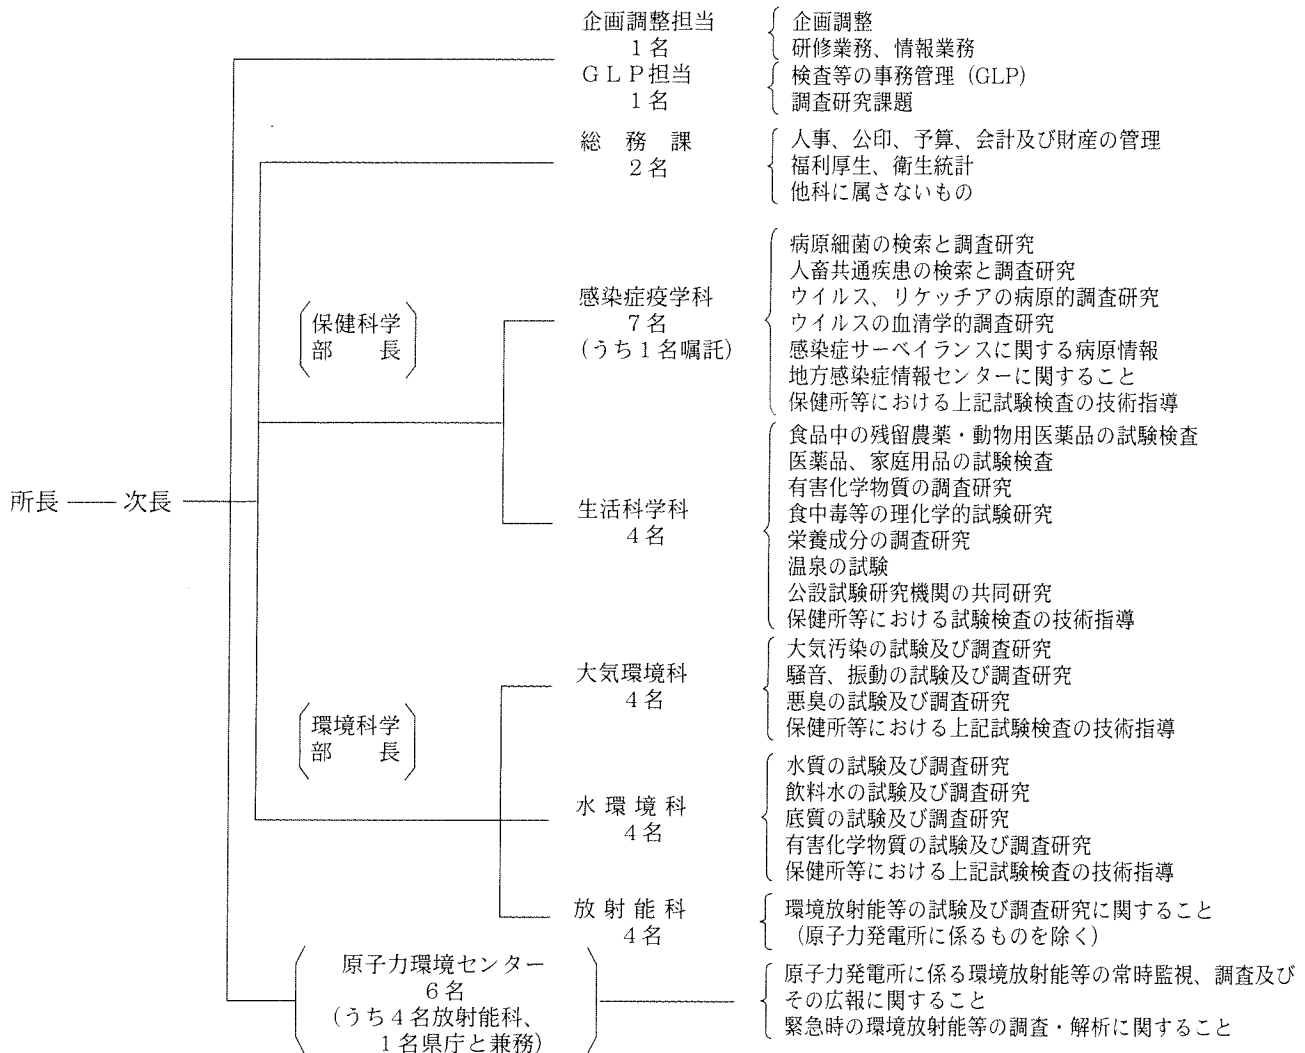 企画調整担当
1名
企画調整
研修業務、情報業務
GLP担当
1名
検査等の事務管理（GLP）
調査研究課題
総務課
2名
人事、公印、予算、会計及び財産の管理
福利厚生、衛生統計
他科に属さないもの
保健科学
部長
感染症疫学科
7名
（うち1名嘱託）
病原細菌の検索と調査研究
人畜共通疾患の検索と調査研究
ウイルス、リケッチアの病原的調査研究
ウイルスの血清学的調査研究
感染症サーベイランスに関する病原情報
地方感染症情報センターに関すること
保健所等における上記試験検査の技術指導
所長 次長
生活科学科
4名
食品中の残留農薬・動物用医薬品の試験検査
医薬品、家庭用品の試験検査
有害化学物質の調査研究
食中毒等の理化学的試験研究
栄養成分の調査研究
温泉の試験
公設試験研究機関の共同研究
保健所等における試験検査の技術指導
環境科学
部長
大気環境科
4名
大気汚染の試験及び調査研究
騒音、振動の試験及び調査研究
悪臭の試験及び調査研究
保健所等における上記試験検査の技術指導
水環境科
4名
水質の試験及び調査研究
飲料水の試験及び調査研究
底質の試験及び調査研究
有害化学物質の試験及び調査研究
保健所等における上記試験検査の技術指導
放射能科
4名
環境放射能等の試験及び調査研究に関すること
（原子力発電所に係るものを除く）
原子力環境センター
6名
（うち4名放射能科、
1名県庁と兼務）
原子力発電所に係る環境放射能等の常時監視、調査及び
その広報に関すること
緊急時の環境放射能等の調査・解析に関すること